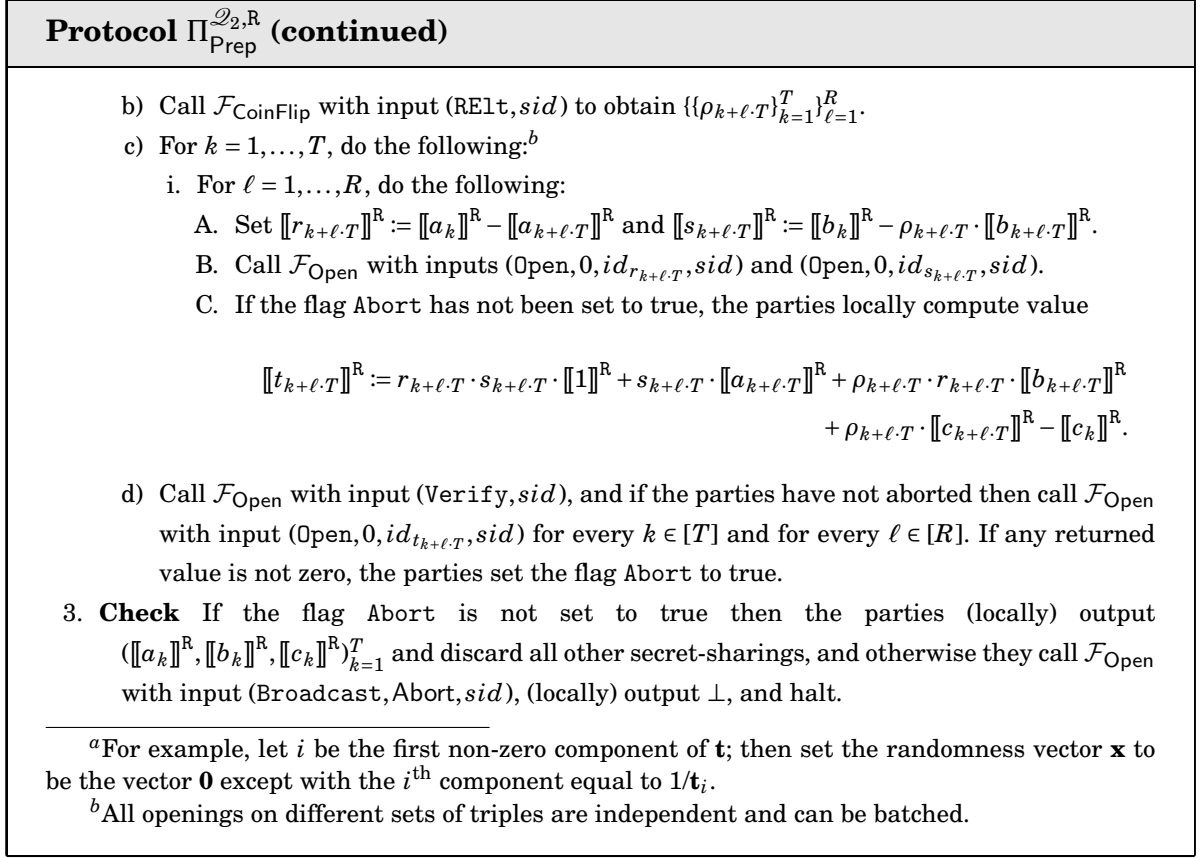 Protocol Π_Prep^{𝒬₂,R} (continued)
b) Call ℱ_CoinFlip with input (RElt, sid) to obtain {{ρ_{k+ℓ·T}}_{k=1}^T}_{ℓ=1}^R.
c) For k = 1,...,T, do the following:^b
i. For ℓ = 1,...,R, do the following:
A. Set ⟦r_{k+ℓ·T}⟧^R := ⟦a_k⟧^R − ⟦a_{k+ℓ·T}⟧^R and ⟦s_{k+ℓ·T}⟧^R := ⟦b_k⟧^R − ρ_{k+ℓ·T} · ⟦b_{k+ℓ·T}⟧^R.
B. Call ℱ_Open with inputs (Open, 0, id_{r_{k+ℓ·T}}, sid) and (Open, 0, id_{s_{k+ℓ·T}}, sid).
C. If the flag Abort has not been set to true, the parties locally compute value
⟦t_{k+ℓ·T}⟧^R := r_{k+ℓ·T} · s_{k+ℓ·T} · ⟦1⟧^R + s_{k+ℓ·T} · ⟦a_{k+ℓ·T}⟧^R + ρ_{k+ℓ·T} · r_{k+ℓ·T} · ⟦b_{k+ℓ·T}⟧^R
+ ρ_{k+ℓ·T} · ⟦c_{k+ℓ·T}⟧^R − ⟦c_k⟧^R.
d) Call ℱ_Open with input (Verify, sid), and if the parties have not aborted then call ℱ_Open
with input (Open, 0, id_{t_{k+ℓ·T}}, sid) for every k ∈ [T] and for every ℓ ∈ [R]. If any returned
value is not zero, the parties set the flag Abort to true.
3. Check If the flag Abort is not set to true then the parties (locally) output
(⟦a_k⟧^R, ⟦b_k⟧^R, ⟦c_k⟧^R)_{k=1}^T and discard all other secret-sharings, and otherwise they call ℱ_Open
with input (Broadcast, Abort, sid), (locally) output ⊥, and halt.
^a For example, let i be the first non-zero component of t; then set the randomness vector x to
be the vector 0 except with the i^th component equal to 1/t_i.
^b All openings on different sets of triples are independent and can be batched.